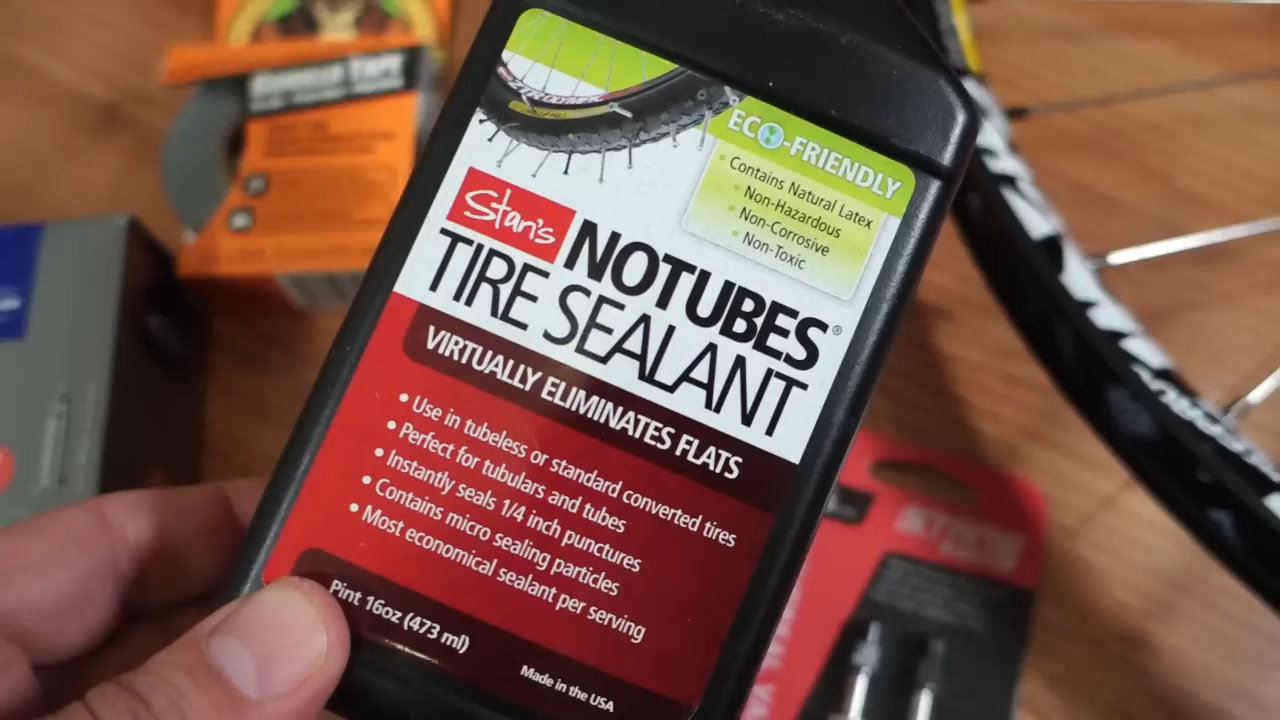 GORILLA TAPE
ECO-FRIENDLY
• Contains Natural Latex
• Non-Hazardous
• Non-Corrosive
• Non-Toxic
Stan's
NOTUBES®
TIRE SEALANT
VIRTUALLY ELIMINATES FLATS
• Use in tubeless or standard converted tires
• Perfect for tubulars and tubes
• Instantly seals 1/4 inch punctures
• Contains micro sealing particles
• Most economical sealant per serving
Pint 16oz (473 ml)
Made in the USA